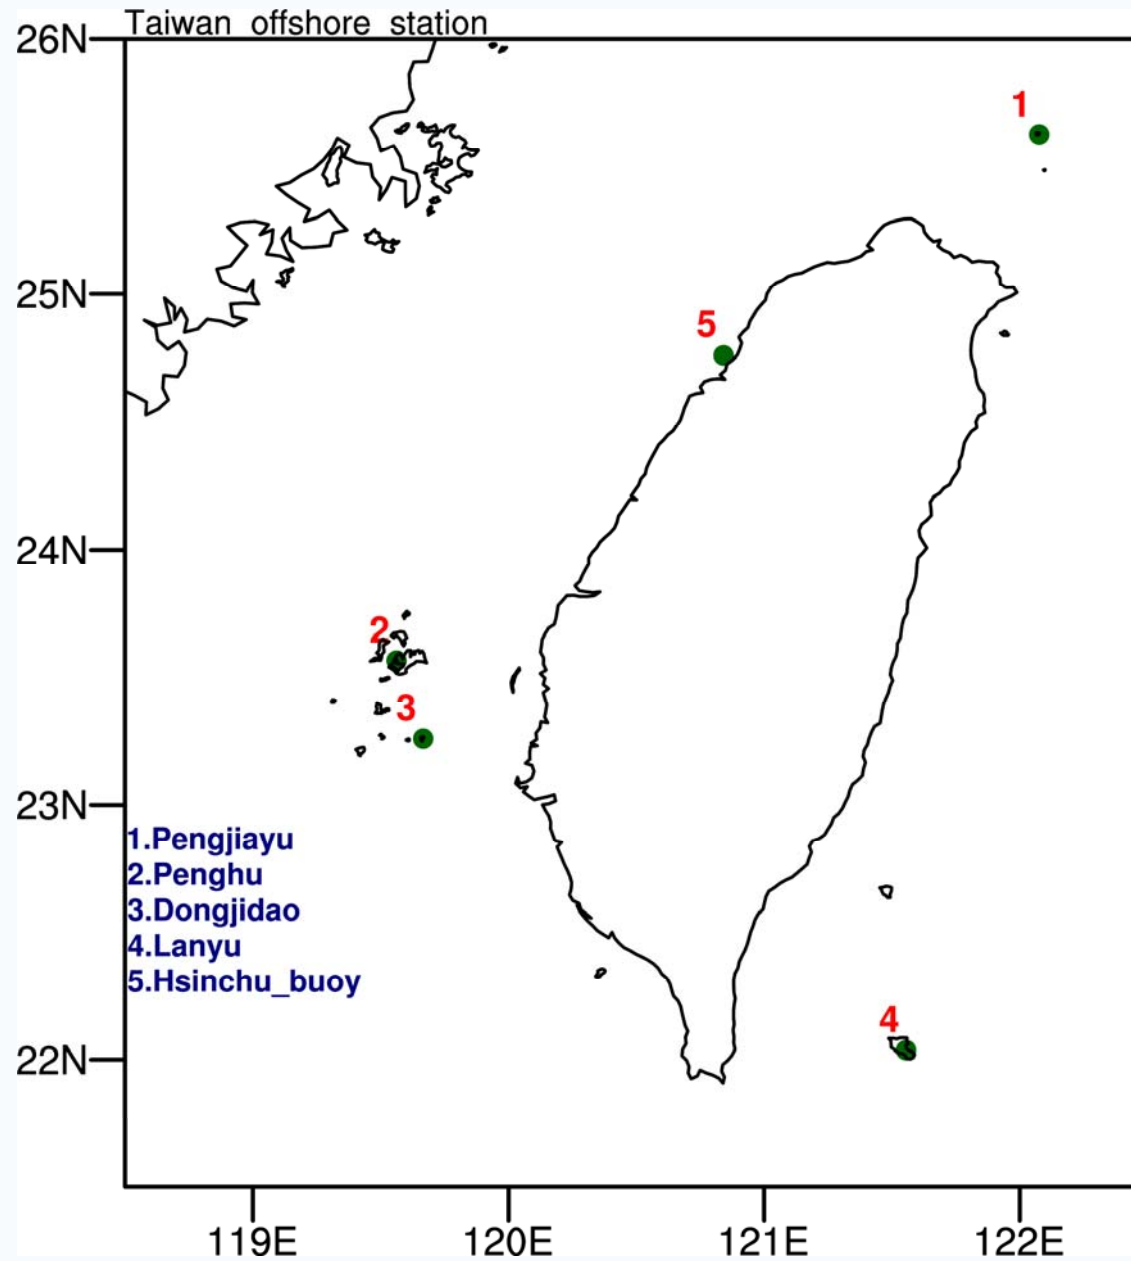 Taiwan offshore station
26N
1
25N
5
24N
2
3
23N
1.Pengjiayu
2.Penghu
3.Dongjidao
4.Lanyu
5.Hsinchu_buoy
4
22N
119E 120E 121E 122E